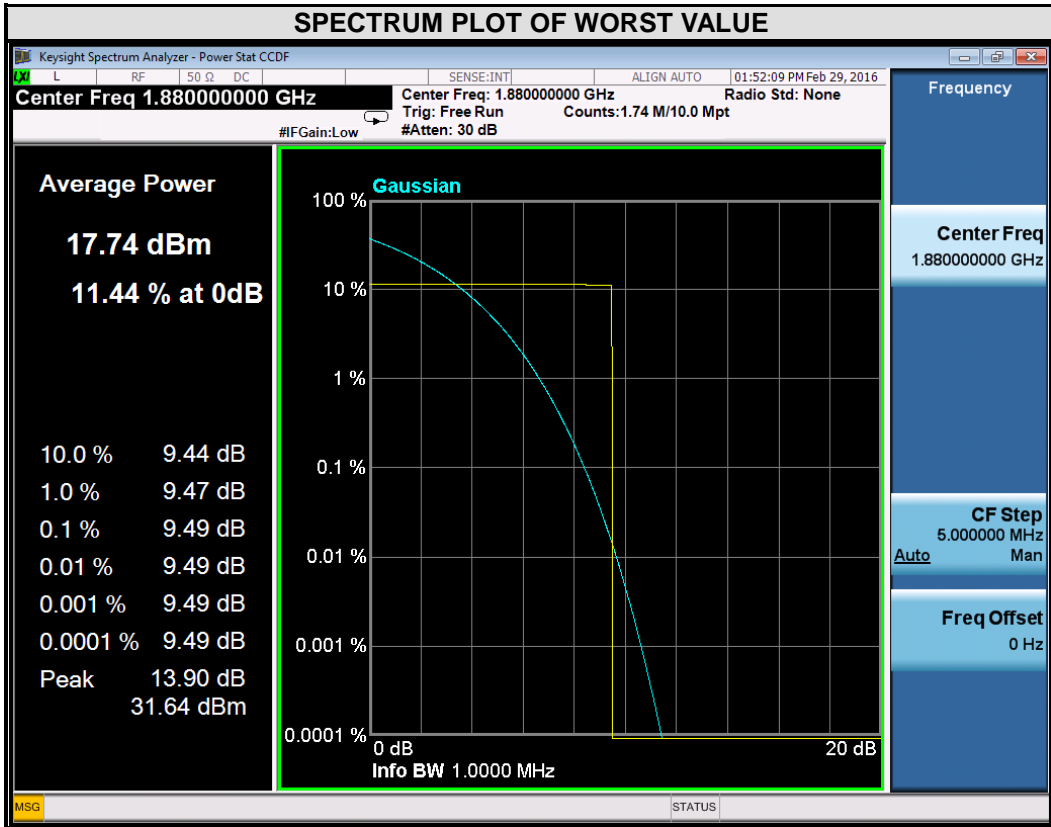 SPECTRUM PLOT OF WORST VALUE
Keysight Spectrum Analyzer - Power Stat CCDF
LXI L RF 50 Ω DC SENSE:INT ALIGN AUTO 01:52:09 PM Feb 29, 2016
Center Freq 1.880000000 GHz
Center Freq: 1.880000000 GHz Radio Std: None
Trig: Free Run Counts:1.74 M/10.0 Mpt
#IFGain:Low #Atten: 30 dB
Frequency
Average Power
17.74 dBm
11.44 % at 0dB
10.0 % 9.44 dB
1.0 % 9.47 dB
0.1 % 9.49 dB
0.01 % 9.49 dB
0.001 % 9.49 dB
0.0001 % 9.49 dB
Peak 13.90 dB
31.64 dBm
Gaussian
100 %
10 %
1 %
0.1 %
0.01 %
0.001 %
0.0001 %
0 dB 20 dB
Info BW 1.0000 MHz
Center Freq
1.880000000 GHz
CF Step
5.000000 MHz
Auto Man
Freq Offset
0 Hz
MSG STATUS